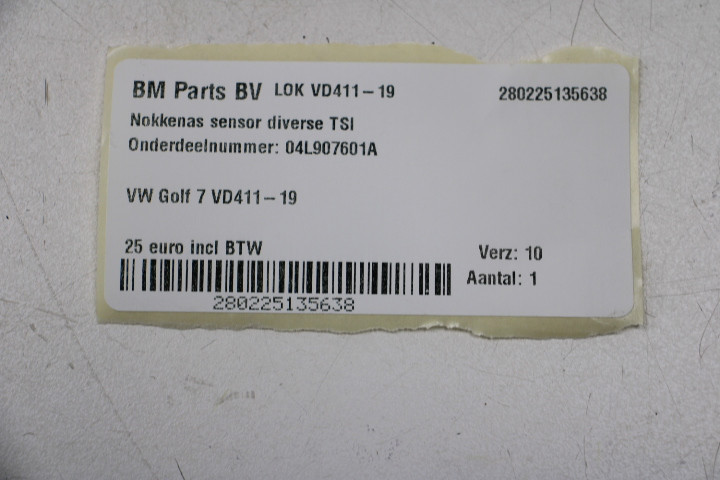 BM Parts BV LOK VD411-19 280225135638
Nokkenas sensor diverse TSI
Onderdeelnummer: 04L907601A
VW Golf 7 VD411-19
25 euro incl BTW Verz: 10
Aantal: 1
280225135638